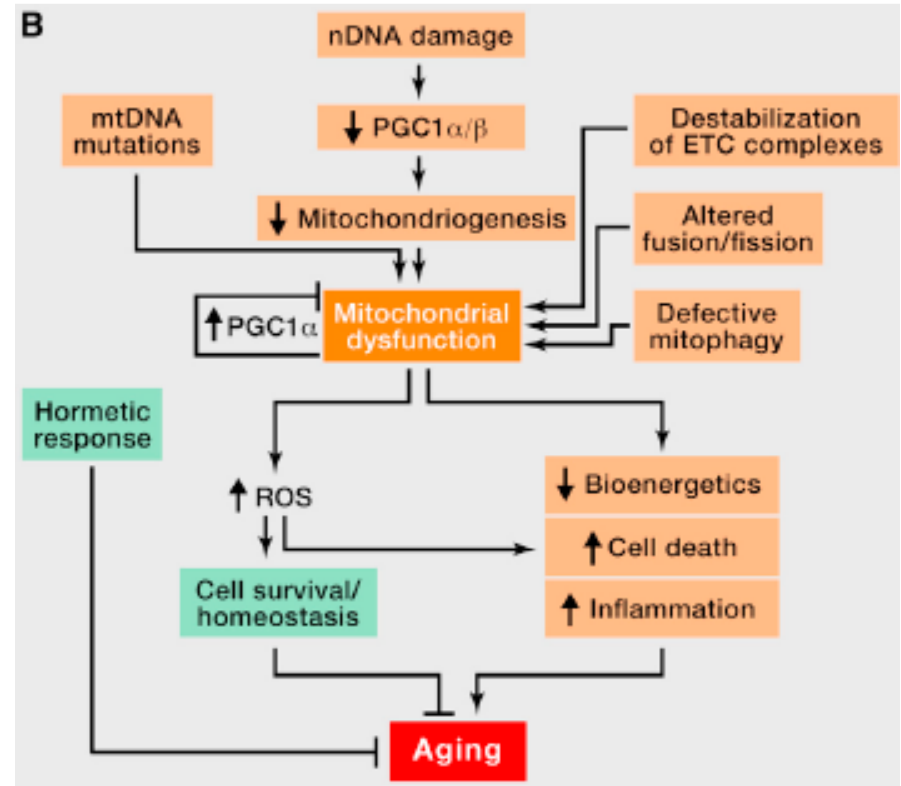 B
nDNA damage
mtDNA
mutations
↓ PGC1α/β
Destabilization
of ETC complexes
↓ Mitochondriogenesis
Altered
fusion/fission
↑ PGC1α
Mitochondrial
dysfunction
Defective
mitophagy
Hormetic
response
↑ ROS
↓ Bioenergetics
↑ Cell death
↑ Inflammation
Cell survival/
homeostasis
Aging